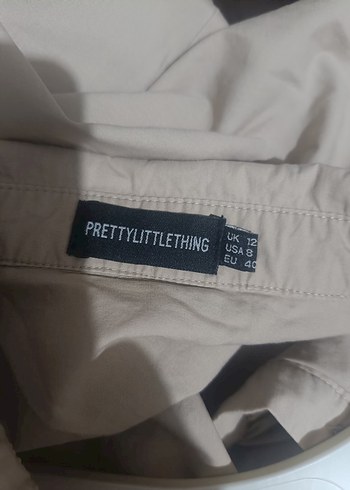 PRETTYLITTLETHING
UK 12
USA 8
EU 40